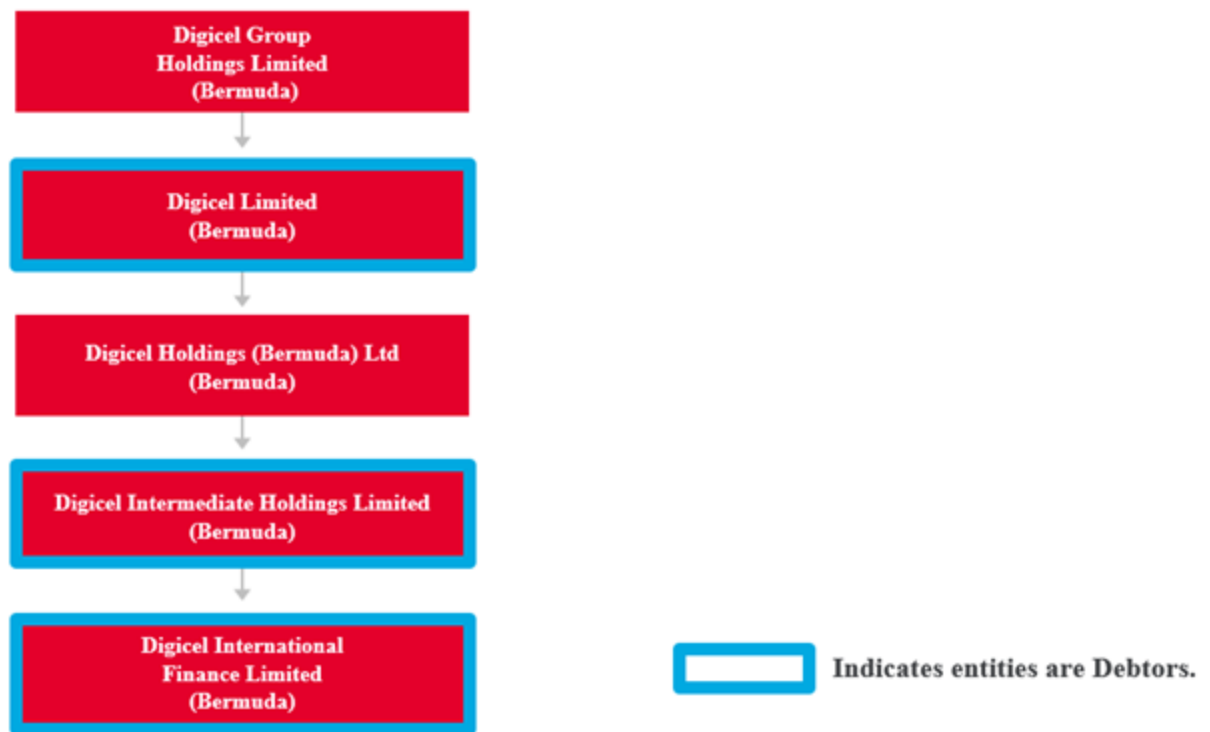 Digicel Group
Holdings Limited
(Bermuda)
Digicel Limited
(Bermuda)
Digicel Holdings (Bermuda) Ltd
(Bermuda)
Digicel Intermediate Holdings Limited
(Bermuda)
Digicel International
Finance Limited
(Bermuda)
Indicates entities are Debtors.